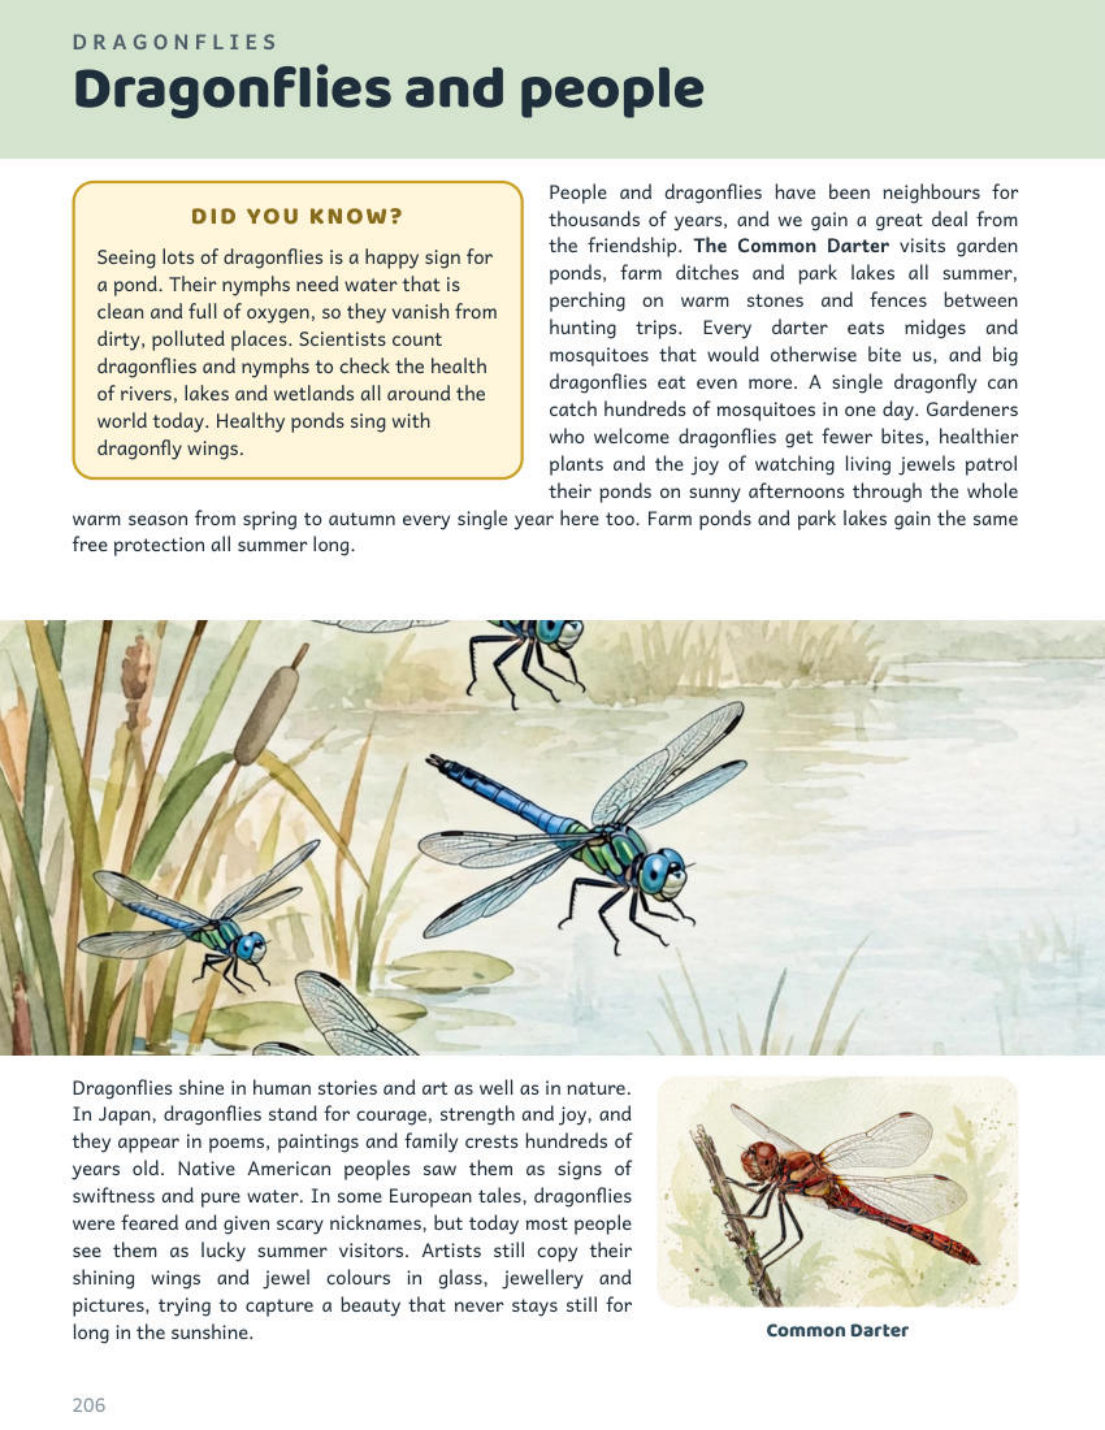 DRAGONFLIES
Dragonflies and people
DID YOU KNOW?
Seeing lots of dragonflies is a happy sign for
a pond. Their nymphs need water that is
clean and full of oxygen, so they vanish from
dirty, polluted places. Scientists count
dragonflies and nymphs to check the health
of rivers, lakes and wetlands all around the
world today. Healthy ponds sing with
dragonfly wings.
People and dragonflies have been neighbours for
thousands of years, and we gain a great deal from
the friendship. The Common Darter visits garden
ponds, farm ditches and park lakes all summer,
perching on warm stones and fences between
hunting trips. Every darter eats midges and
mosquitoes that would otherwise bite us, and big
dragonflies eat even more. A single dragonfly can
catch hundreds of mosquitoes in one day. Gardeners
who welcome dragonflies get fewer bites, healthier
plants and the joy of watching living jewels patrol
their ponds on sunny afternoons through the whole
warm season from spring to autumn every single year here too. Farm ponds and park lakes gain the same
free protection all summer long.
Dragonflies shine in human stories and art as well as in nature.
In Japan, dragonflies stand for courage, strength and joy, and
they appear in poems, paintings and family crests hundreds of
years old. Native American peoples saw them as signs of
swiftness and pure water. In some European tales, dragonflies
were feared and given scary nicknames, but today most people
see them as lucky summer visitors. Artists still copy their
shining wings and jewel colours in glass, jewellery and
pictures, trying to capture a beauty that never stays still for
long in the sunshine.
Common Darter
206